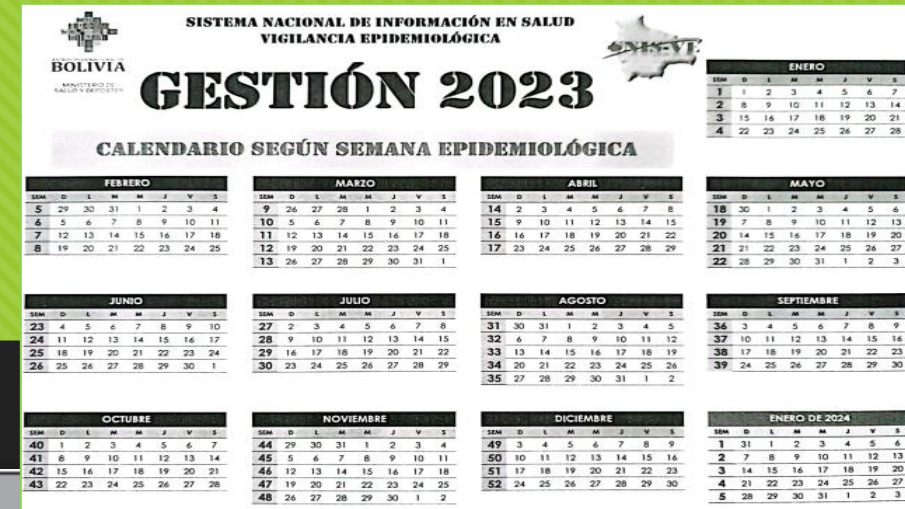 SISTEMA NACIONAL DE INFORMACIÓN EN SALUD
VIGILANCIA EPIDEMIOLÓGICA
BOLIVIA
MINISTERIO DE
SALUD Y DEPORTES
SNIS-VE
GESTIÓN 2023
CALENDARIO SEGÚN SEMANA EPIDEMIOLÓGICA
ENERO
SEM D L M M J V S
1 1 2 3 4 5 6 7
2 8 9 10 11 12 13 14
3 15 16 17 18 19 20 21
4 22 23 24 25 26 27 28
FEBRERO
SEM D L M M J V S
5 29 30 31 1 2 3 4
6 5 6 7 8 9 10 11
7 12 13 14 15 16 17 18
8 19 20 21 22 23 24 25
MARZO
SEM D L M M J V S
9 26 27 28 1 2 3 4
10 5 6 7 8 9 10 11
11 12 13 14 15 16 17 18
12 19 20 21 22 23 24 25
13 26 27 28 29 30 31 1
ABRIL
SEM D L M M J V S
14 2 3 4 5 6 7 8
15 9 10 11 12 13 14 15
16 16 17 18 19 20 21 22
17 23 24 25 26 27 28 29
MAYO
SEM D L M M J V S
18 30 1 2 3 4 5 6
19 7 8 9 10 11 12 13
20 14 15 16 17 18 19 20
21 21 22 23 24 25 26 27
22 28 29 30 31 1 2 3
JUNIO
SEM D L M M J V S
23 4 5 6 7 8 9 10
24 11 12 13 14 15 16 17
25 18 19 20 21 22 23 24
26 25 26 27 28 29 30 1
JULIO
SEM D L M M J V S
27 2 3 4 5 6 7 8
28 9 10 11 12 13 14 15
29 16 17 18 19 20 21 22
30 23 24 25 26 27 28 29
AGOSTO
SEM D L M M J V S
31 30 31 1 2 3 4 5
32 6 7 8 9 10 11 12
33 13 14 15 16 17 18 19
34 20 21 22 23 24 25 26
35 27 28 29 30 31 1 2
SEPTIEMBRE
SEM D L M M J V S
36 3 4 5 6 7 8 9
37 10 11 12 13 14 15 16
38 17 18 19 20 21 22 23
39 24 25 26 27 28 29 30
OCTUBRE
SEM D L M M J V S
40 1 2 3 4 5 6 7
41 8 9 10 11 12 13 14
42 15 16 17 18 19 20 21
43 22 23 24 25 26 27 28
NOVIEMBRE
SEM D L M M J V S
44 29 30 31 1 2 3 4
45 5 6 7 8 9 10 11
46 12 13 14 15 16 17 18
47 19 20 21 22 23 24 25
48 26 27 28 29 30 1 2
DICIEMBRE
SEM D L M M J V S
49 3 4 5 6 7 8 9
50 10 11 12 13 14 15 16
51 17 18 19 20 21 22 23
52 24 25 26 27 28 29 30
ENERO DE 2024
SEM D L M M J V S
1 31 1 2 3 4 5 6
2 7 8 9 10 11 12 13
3 14 15 16 17 18 19 20
4 21 22 23 24 25 26 27
5 28 29 30 31 1 2 3